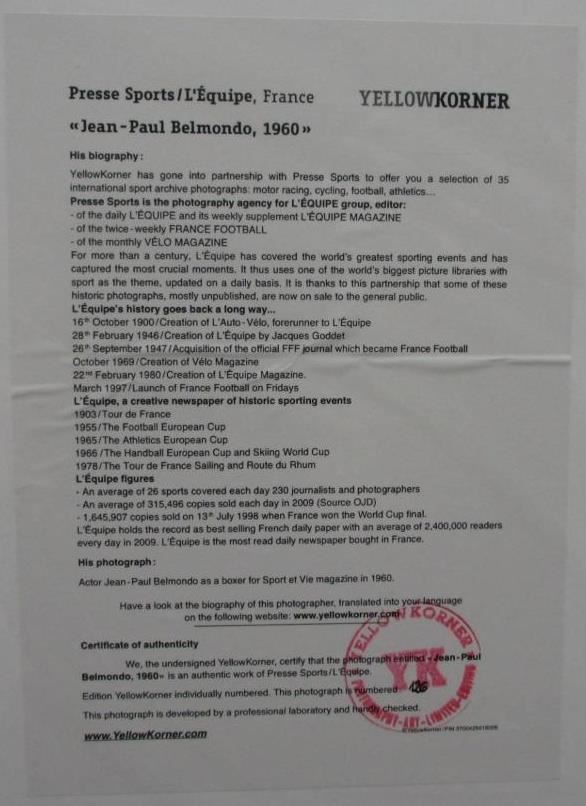 Presse Sports/L'Équipe, France YELLOWKORNER
«Jean-Paul Belmondo, 1960»
His biography:
YellowKorner has gone into partnership with Presse Sports to offer you a selection of 35
international sport archive photographs: motor racing, cycling, football, athletics...
Presse Sports is the photography agency for L'ÉQUIPE group, editor:
- of the daily L'ÉQUIPE and its weekly supplement L'ÉQUIPE MAGAZINE
- of the twice-weekly FRANCE FOOTBALL
- of the monthly VÉLO MAGAZINE
For more than a century, L'Équipe has covered the world's greatest sporting events and has
captured the most crucial moments. It thus uses one of the world's biggest picture libraries with
sport as the theme, updated on a daily basis. It is thanks to this partnership that some of these
historic photographs, mostly unpublished, are now on sale to the general public.
L'Équipe's history goes back a long way...
16th October 1900/Creation of L'Auto-Vélo, forerunner to L'Équipe
28th February 1946/Creation of L'Équipe by Jacques Goddet
26th September 1947/Acquisition of the official FFF journal which became France Football
October 1969/Creation of Vélo Magazine
22nd February 1980/Creation of L'Équipe Magazine.
March 1997/Launch of France Football on Fridays
L'Équipe, a creative newspaper of historic sporting events
1903/Tour de France
1955/The Football European Cup
1965/The Athletics European Cup
1966/The Handball European Cup and Skiing World Cup
1978/The Tour de France Sailing and Route du Rhum
L'Équipe figures
- An average of 26 sports covered each day 230 journalists and photographers
- An average of 315,496 copies sold each day in 2009 (Source OJD)
- 1,645,907 copies sold on 13th July 1998 when France won the World Cup final.
L'Équipe holds the record as best selling French daily paper with an average of 2,400,000 readers
every day in 2009. L'Équipe is the most read daily newspaper bought in France.
His photograph:
Actor Jean-Paul Belmondo as a boxer for Sport et Vie magazine in 1960.
Have a look at the biography of this photographer, translated into your language
on the following website: www.yellowkorner.com
YELLOW KORNER
YK
PHOTOGRAPHY-ART-LIMITED-EDITION
Certificate of authenticity
We, the undersigned YellowKorner, certify that the photograph entitled «Jean-Paul
Belmondo, 1960» is an authentic work of Presse Sports/L'Équipe.
Edition YellowKorner individually numbered. This photograph is numbered
This photograph is developed by a professional laboratory and handly checked.
www.YellowKorner.com